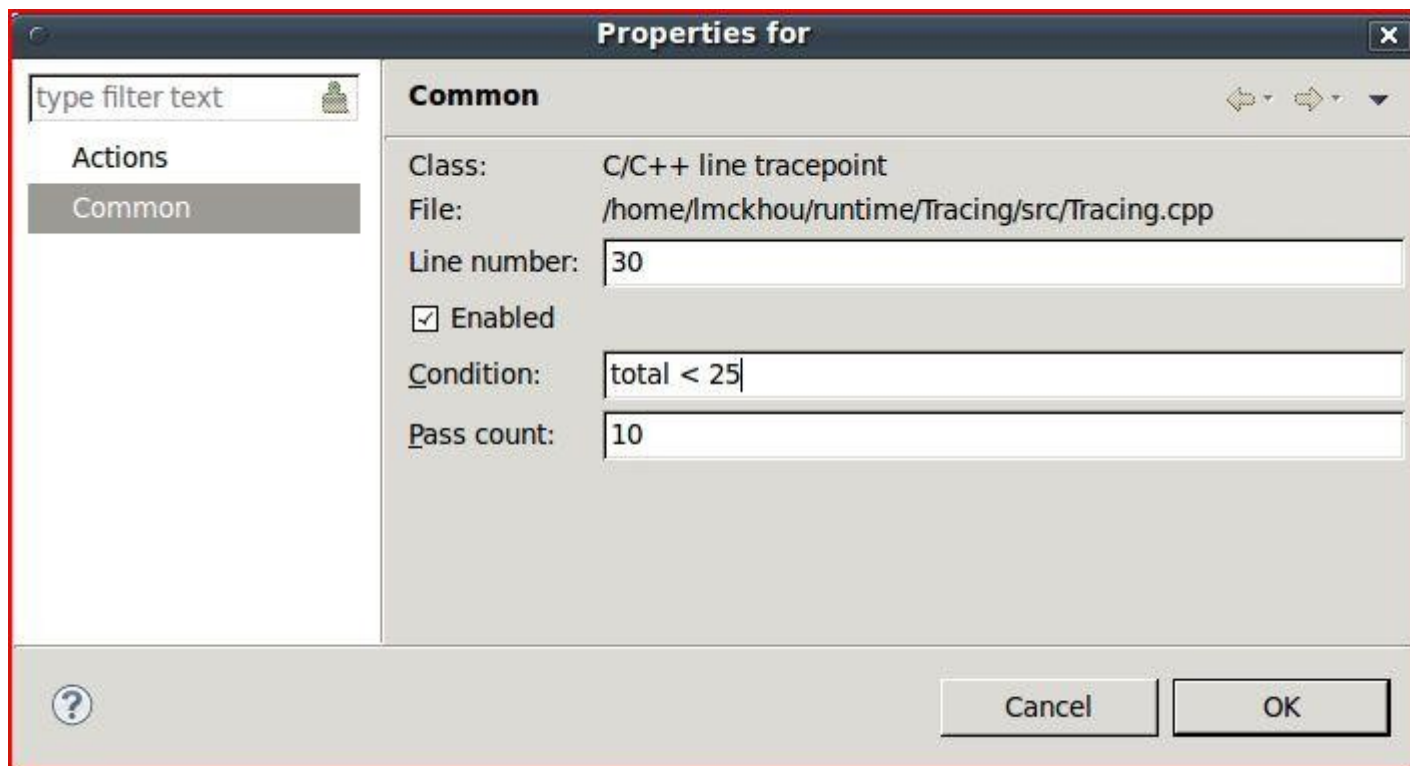 Properties for
type filter text
Actions
Common
Common
Class: C/C++ line tracepoint
File: /home/lmckhou/runtime/Tracing/src/Tracing.cpp
Line number: 30
Enabled
Condition: total < 25
Pass count: 10
?
Cancel
OK